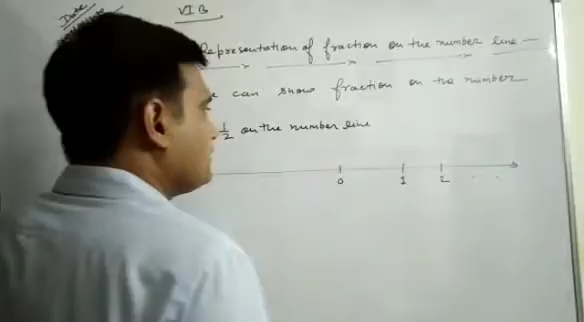 Date
VI B
Representation of fraction on the number line —
can show fraction on the number
1/2 on the number line
0 1 2